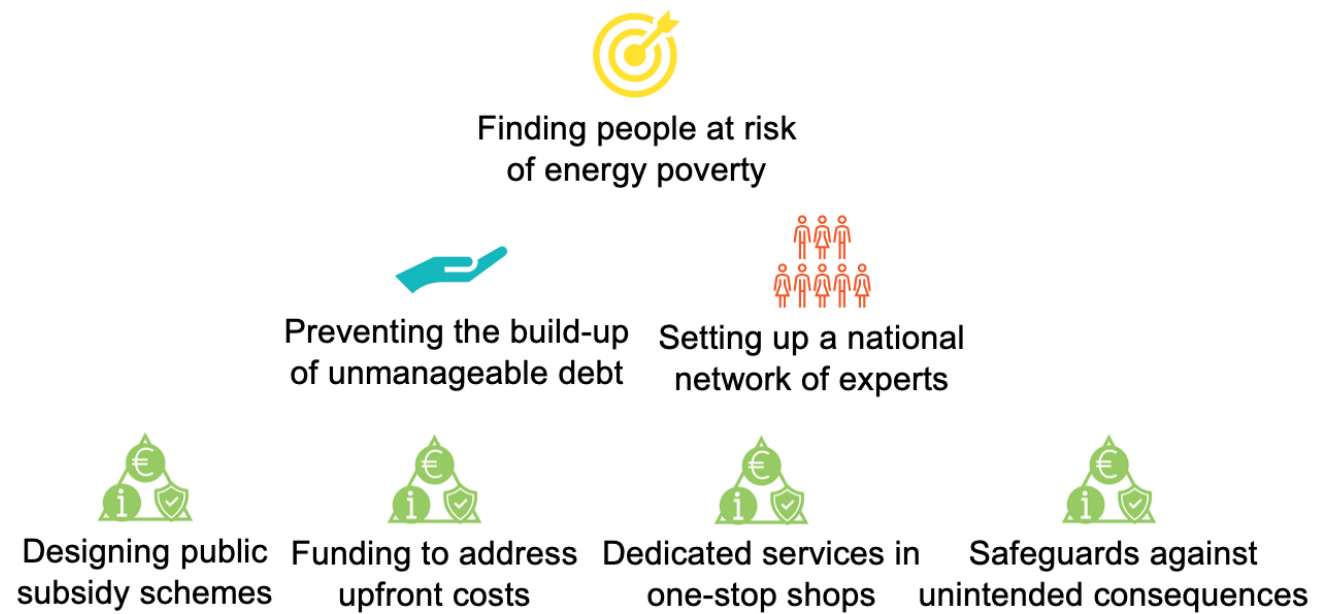 Finding people at risk
of energy poverty
Preventing the build-up
of unmanageable debt
Setting up a national
network of experts
€
i
Designing public
subsidy schemes
€
i
Funding to address
upfront costs
€
i
Dedicated services in
one-stop shops
€
i
Safeguards against
unintended consequences